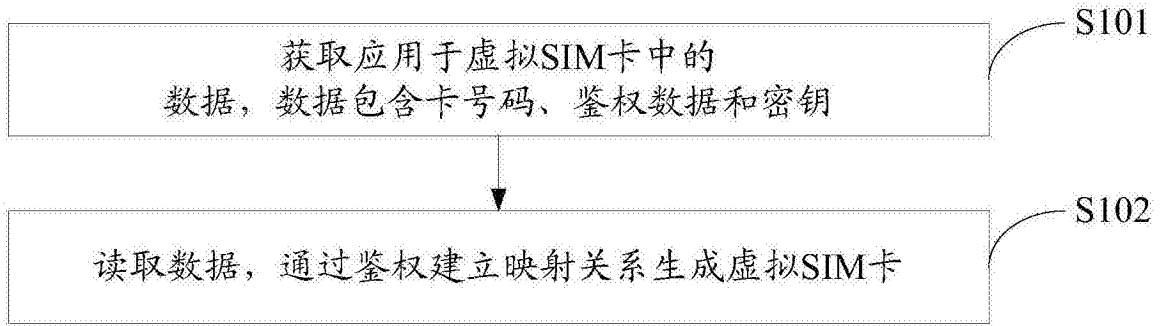 获取应用于虚拟SIM卡中的
数据，数据包含卡号码、鉴权数据和密钥
S101
读取数据，通过鉴权建立映射关系生成虚拟SIM卡
S102